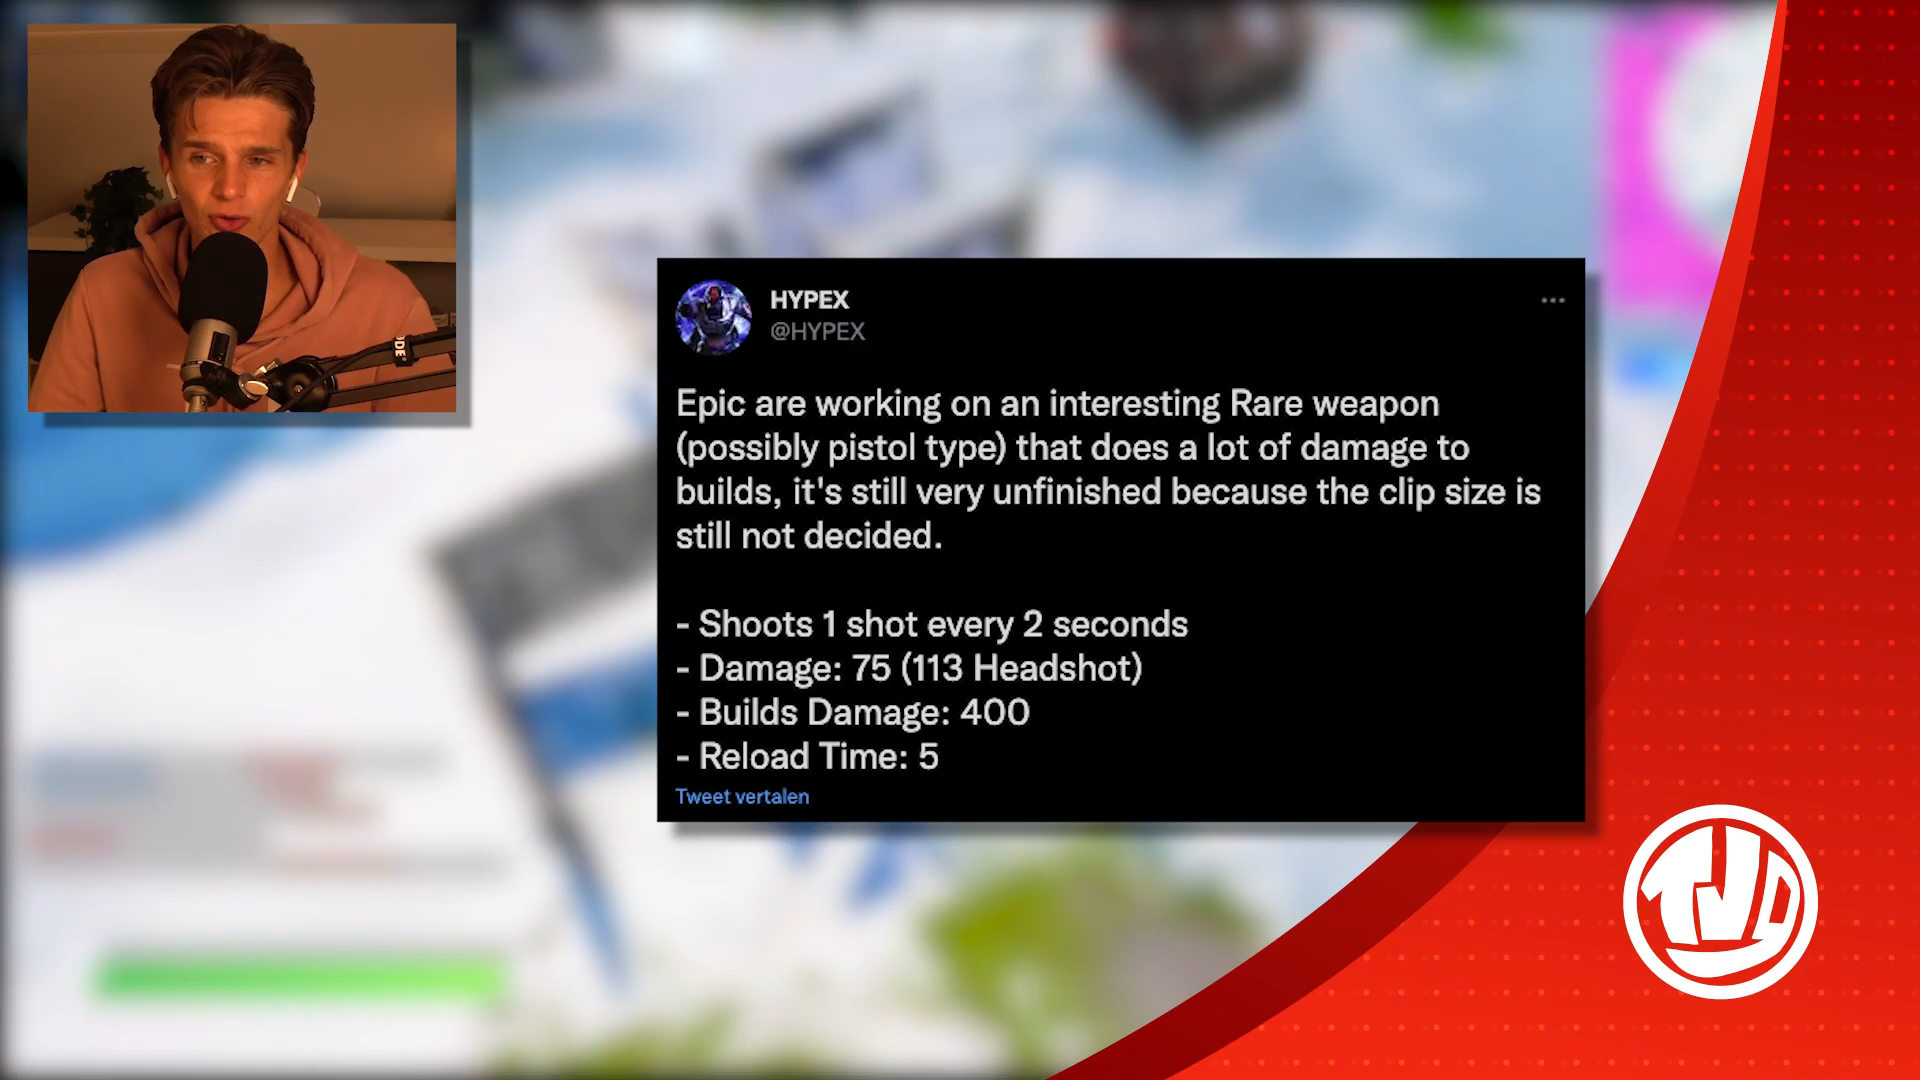 HYPEX
@HYPEX
Epic are working on an interesting Rare weapon
(possibly pistol type) that does a lot of damage to
builds, it's still very unfinished because the clip size is
still not decided.
- Shoots 1 shot every 2 seconds
- Damage: 75 (113 Headshot)
- Builds Damage: 400
- Reload Time: 5
Tweet vertalen
TJD